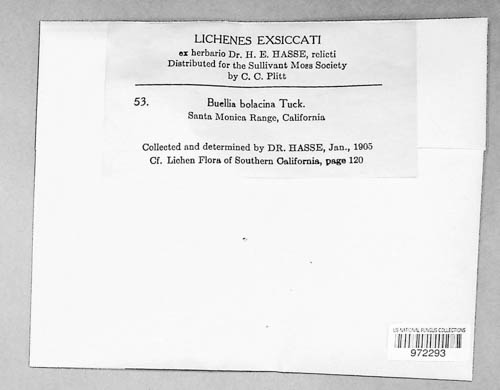 LICHENES EXSICCATI
ex herbario Dr. H. E. HASSE, relicti
Distributed for the Sullivant Moss Society
by C. C. Plitt
53. Buellia bolacina Tuck.
Santa Monica Range, California
Collected and determined by DR. HASSE, Jan., 1905
Cf. Lichen Flora of Southern California, page 120
US NATIONAL FUNGUS COLLECTIONS
972293